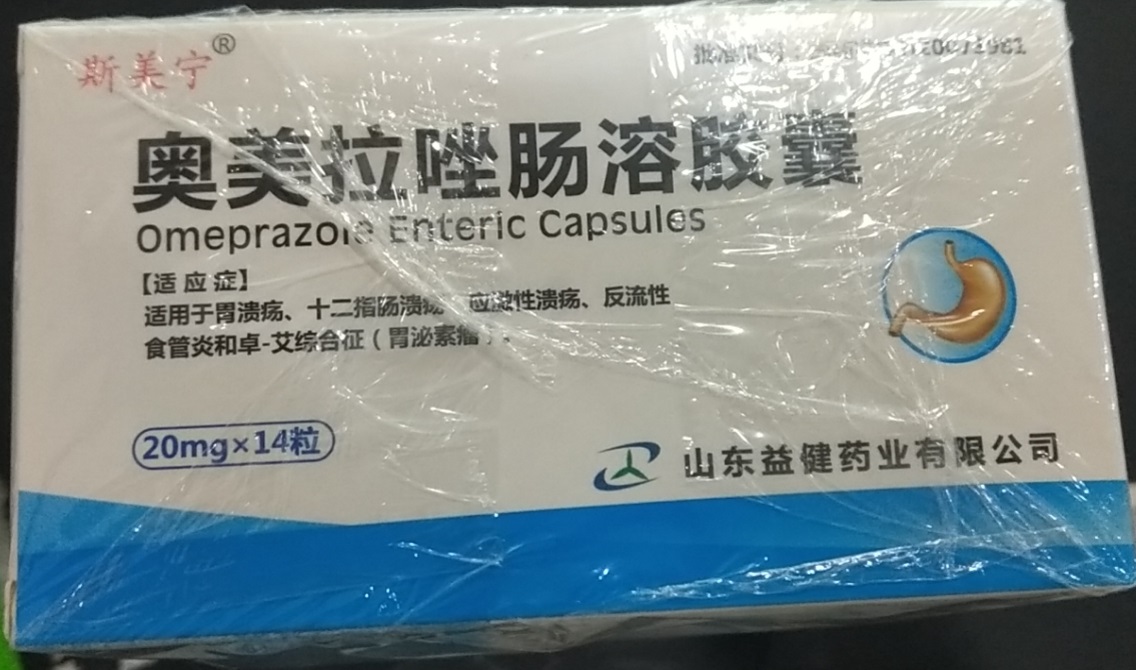 斯美宁®
奥美拉唑肠溶胶囊
Omeprazole Enteric Capsules
【适应症】
适用于胃溃疡、十二指肠溃疡、应激性溃疡、反流性
食管炎和卓-艾综合征(胃泌素瘤)。
20mg×14粒
山东益健药业有限公司